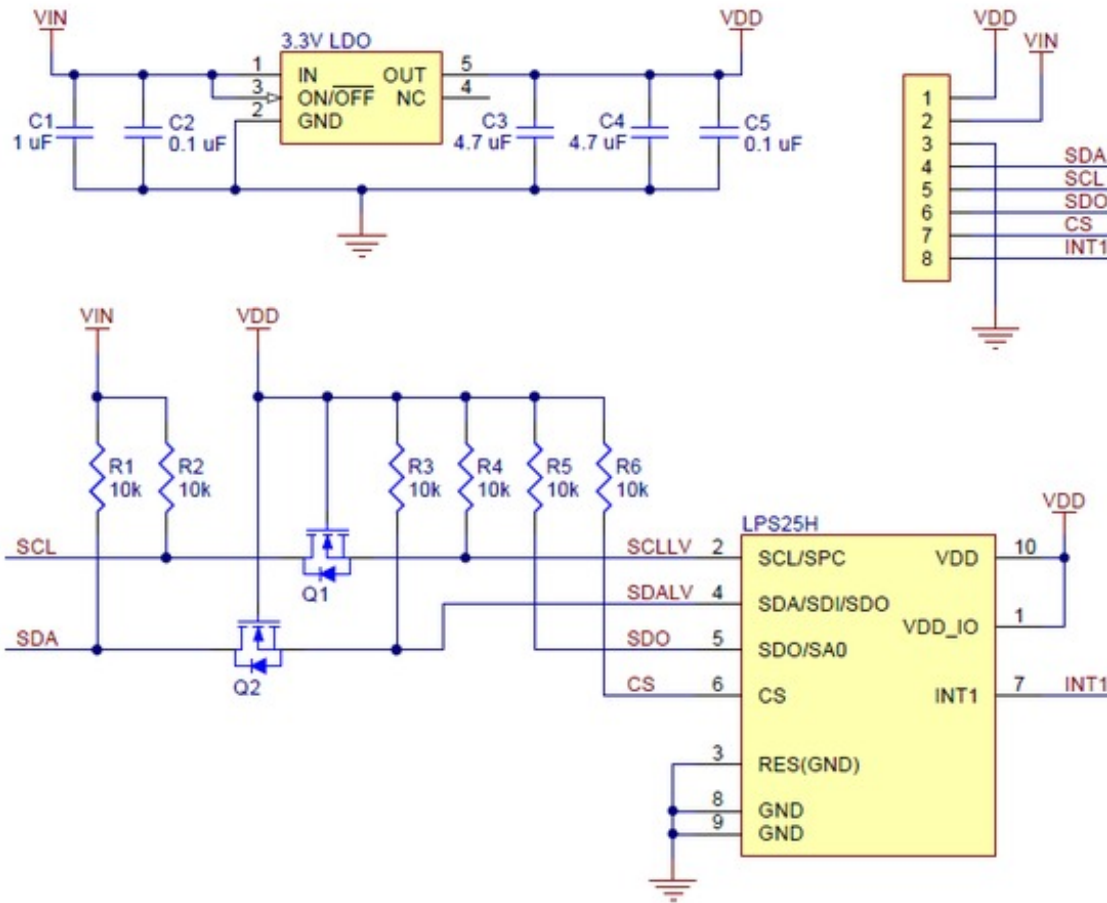 VIN
3.3V LDO
VDD
1 IN OUT 5
3 ON/OFF NC 4
2 GND
C1
1 uF
C2
0.1 uF
C3
4.7 uF
C4
4.7 uF
C5
0.1 uF
VDD
VIN
1
2
3
4 SDA
5 SCL
6 SDO
7 CS
8 INT1
VIN
VDD
R1
10k
R2
10k
R3
10k
R4
10k
R5
10k
R6
10k
SCL
Q1
SDA
Q2
LPS25H
VDD
SCLLV 2 SCL/SPC VDD 10
SDALV 4 SDA/SDI/SDO
VDD_IO 1
SDO 5 SDO/SA0
CS 6 CS INT1 7 INT1
3 RES(GND)
8 GND
9 GND